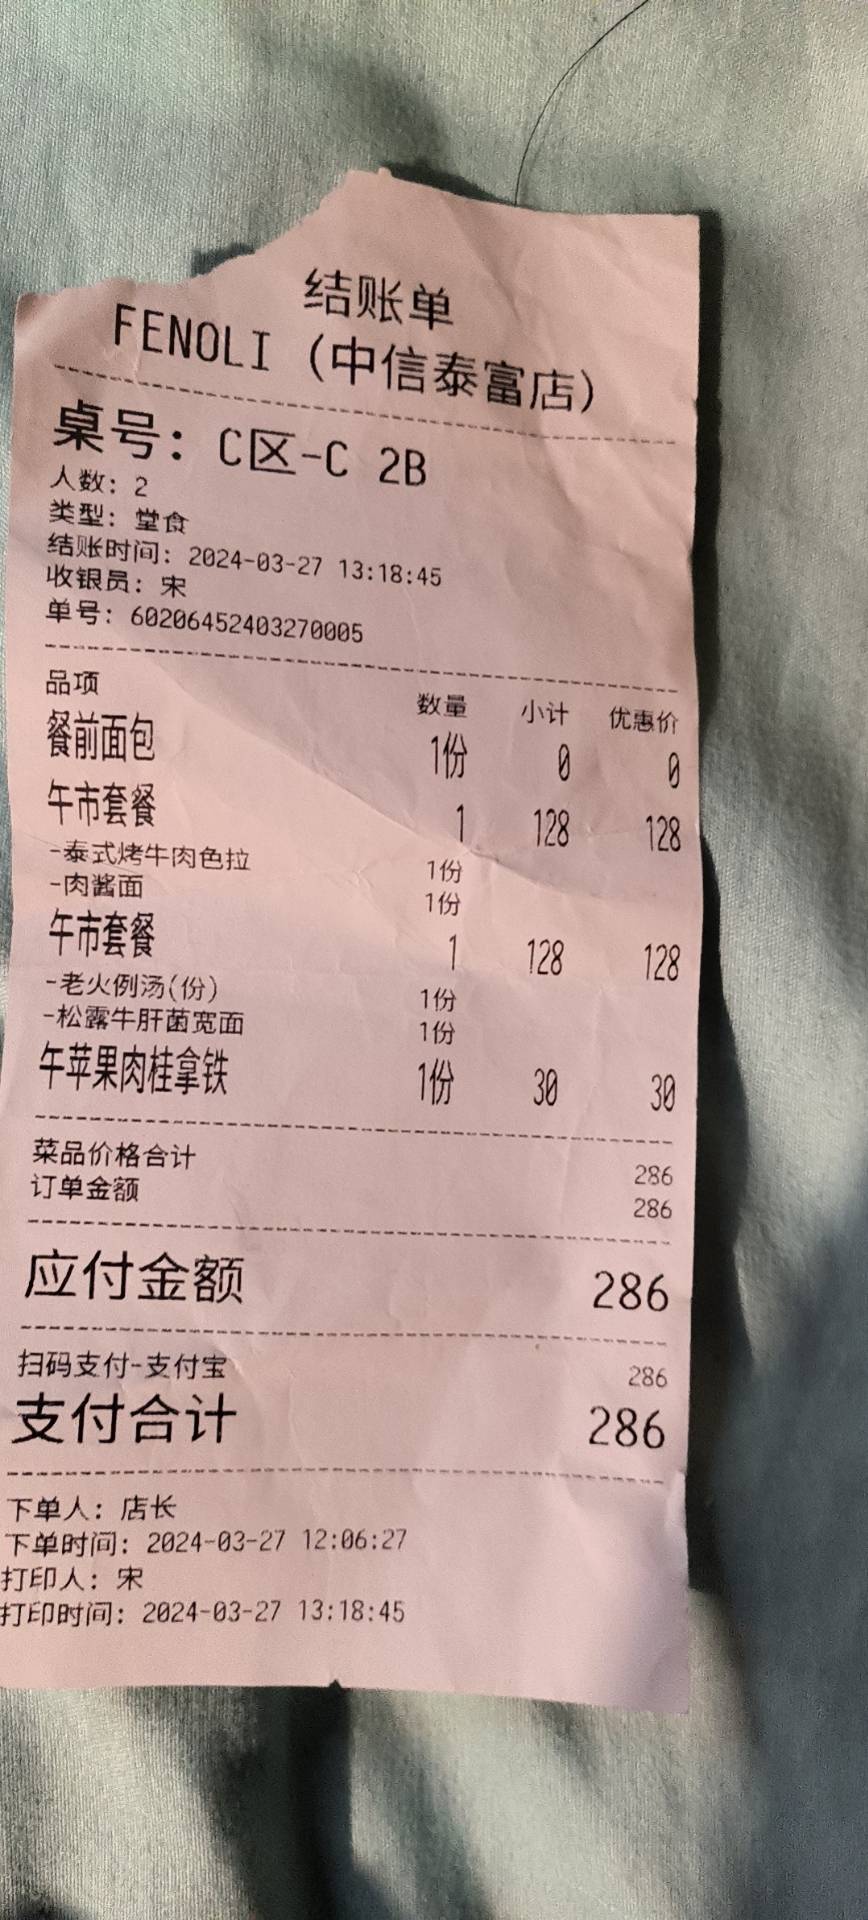 结账单
FENOLI (中信泰富店)
桌号: C区-C 2B
人数: 2
类型: 堂食
结账时间: 2024-03-27 13:18:45
收银员: 宋
单号: 60206452403270005
品项 数量 小计 优惠价
餐前面包 1份 0 0
午市套餐 1 128 128
-泰式烤牛肉色拉 1份
-肉酱面 1份
午市套餐 1 128 128
-老火例汤(份) 1份
-松露牛肝菌宽面 1份
午苹果肉桂拿铁 1份 30 30
菜品价格合计 286
订单金额 286
应付金额 286
扫码支付-支付宝 286
支付合计 286
下单人: 店长
下单时间: 2024-03-27 12:06:27
打印人: 宋
打印时间: 2024-03-27 13:18:45